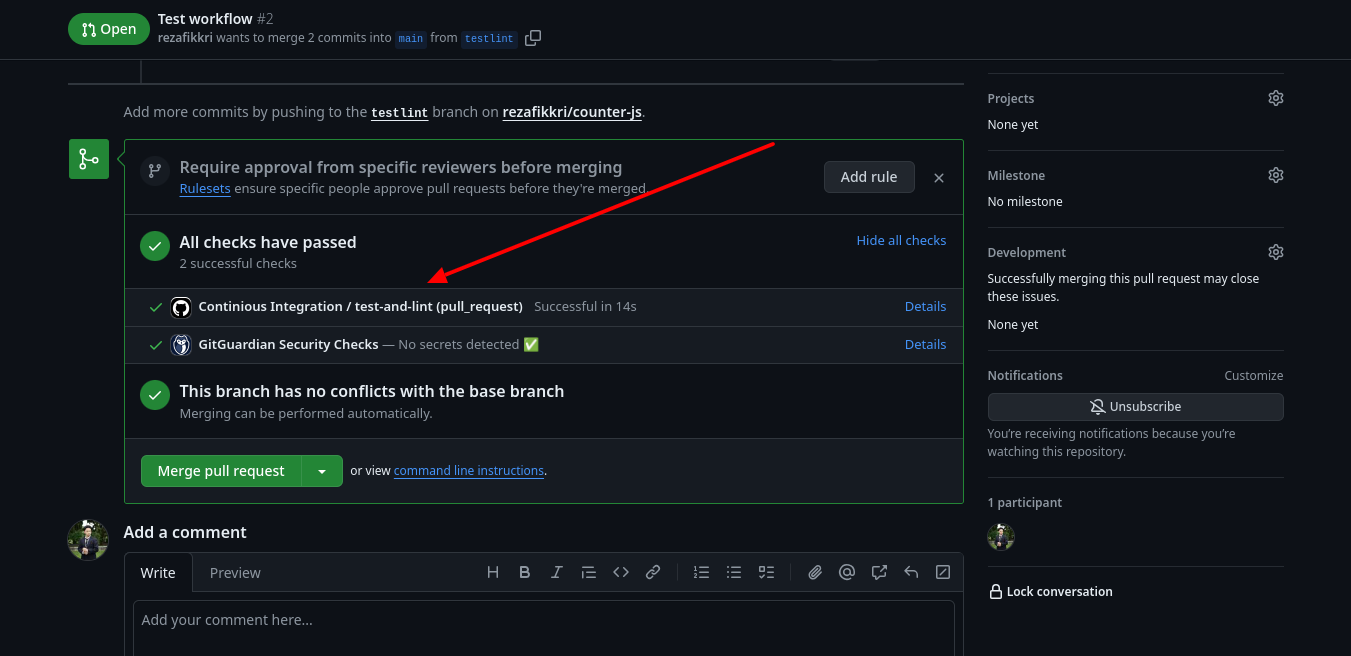 Open
Test workflow #2
rezafikkri wants to merge 2 commits into main from testlint
Add more commits by pushing to the testlint branch on rezafikkri/counter-js.
Require approval from specific reviewers before merging
Rulesets ensure specific people approve pull requests before they're merged.
Add rule
All checks have passed
2 successful checks
Hide all checks
Continious Integration / test-and-lint (pull_request) Successful in 14s
Details
GitGuardian Security Checks — No secrets detected ✅
Details
This branch has no conflicts with the base branch
Merging can be performed automatically.
Merge pull request
or view command line instructions.
Add a comment
Write
Preview
Add your comment here...
Projects
None yet
Milestone
No milestone
Development
Successfully merging this pull request may close
these issues.
None yet
Notifications
Customize
Unsubscribe
You're receiving notifications because you're
watching this repository.
1 participant
Lock conversation